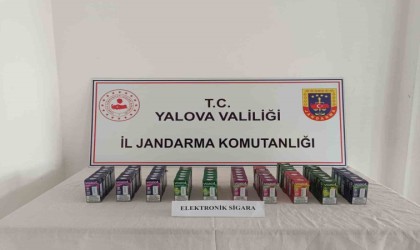 T.C.
YALOVA VALİLİĞİ
İL JANDARMA KOMUTANLIĞI
ELEKTRONİK SİGARA